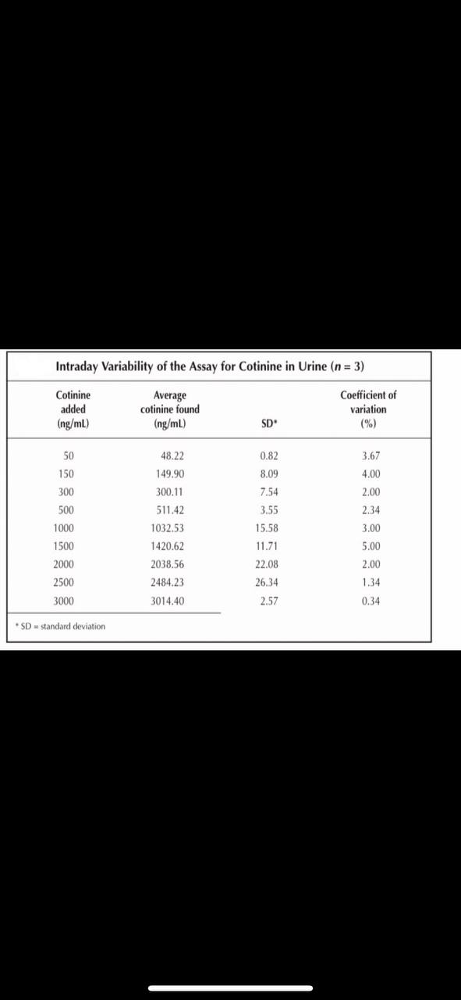 Intraday Variability of the Assay for Cotinine in Urine (n = 3)
Cotinine added (ng/mL) Average cotinine found (ng/mL) SD* Coefficient of variation (%)
50 48.22 0.82 3.67
150 149.90 8.09 4.00
300 300.11 7.54 2.00
500 511.42 3.55 2.34
1000 1032.53 15.58 3.00
1500 1420.62 11.71 5.00
2000 2038.56 22.08 2.00
2500 2484.23 26.34 1.34
3000 3014.40 2.57 0.34
* SD = standard deviation